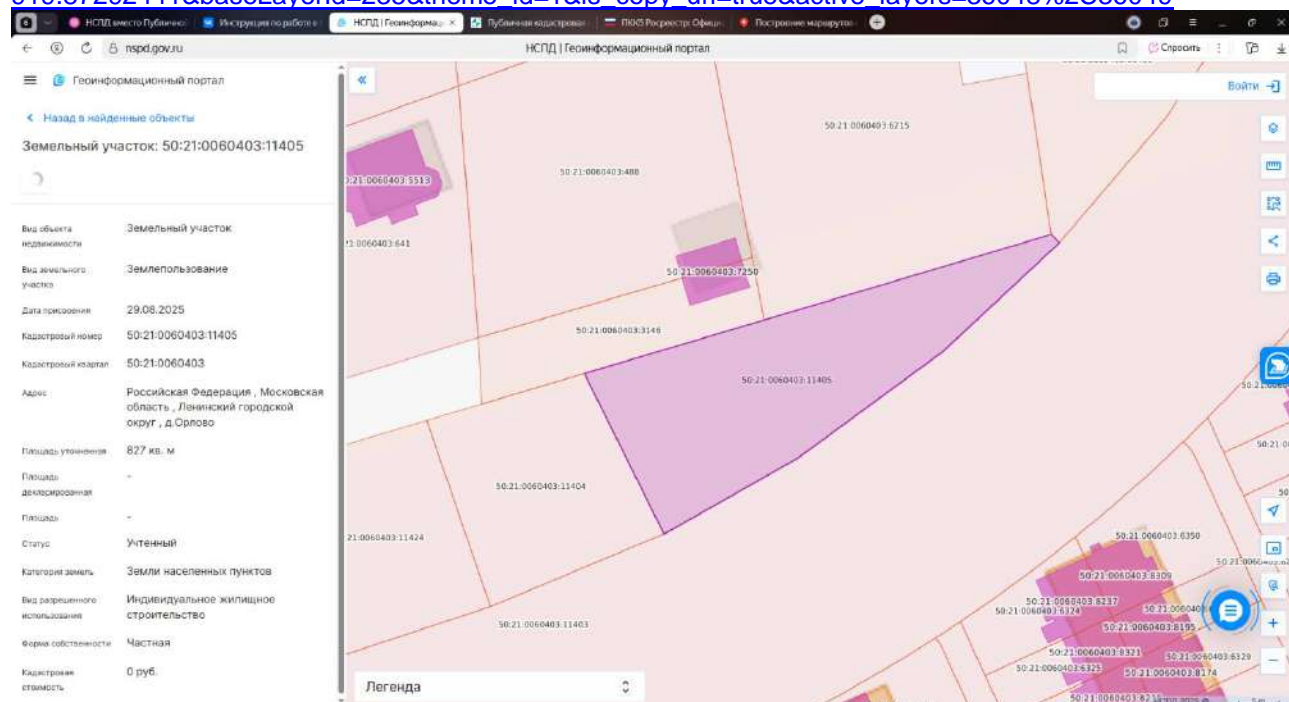 НСПД вместо Публично
Инструкция по работе с
НСПД | Геоинформац
Публичная кадастровая
ПКК5 Росреестр: Офици
Построение маршрутов
nspd.gov.ru
НСПД | Геоинформационный портал
Спросить
Геоинформационный портал
Войти
Назад в найденные объекты
Земельный участок: 50:21:0060403:11405
Вид объекта недвижимости
Земельный участок
Вид земельного участка
Землепользование
Дата присвоения
29.08.2025
Кадастровый номер
50:21:0060403:11405
Кадастровый квартал
50:21:0060403
Адрес
Российская Федерация , Московская
область , Ленинский городской
округ , д.Орлово
Площадь уточненная
827 кв. м
Площадь
декларированная
-
Площадь
-
Статус
Учтенный
Категория земель
Земли населенных пунктов
Вид разрешенного
использования
Индивидуальное жилищное
строительство
Форма собственности
Частная
Кадастровая
стоимость
0 руб.
50:21:0060403:6715
50:21:0060403:488
:21:0060403:5513
21:0060403:641
50:21:0060403:7250
50:21:0060403:3146
50:21:0060403:11405
50:21:0060403:11404
21:0060403:11424
50:21:0060403:11403
50:21:0060403:6350
50:21:0060403:8309
50:21:0060403:8237
50:21:0060403:6324
50:21:0060403:8195
50:21:0060403:8321
50:21:0060403:6329
50:21:0060403:6325
50:21:0060403:8174
Легенда